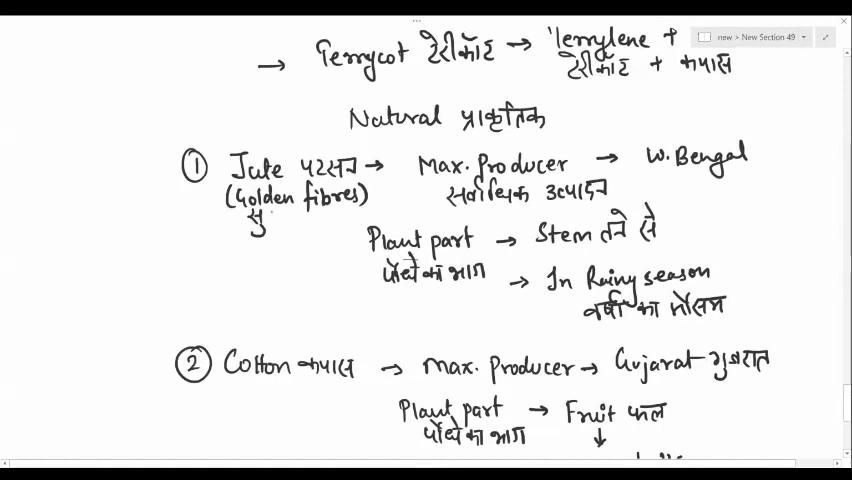 new > New Section 49
→ Terrycot टेरीकॉट → Terrylene +
टेरीकॉट + कपास
Natural प्राकृतिक
① Jute पटसन → Max. Producer → W. Bengal
(Golden fibres) सर्वाधिक उत्पादन
सु
Plant part → Stem तने से
पौधे का भाग → In Rainy season
वर्षा का मौसम
② Cotton कपास → Max. Producer → Gujarat गुजरात
Plant part → Fruit फल
पौधे का भाग ↓